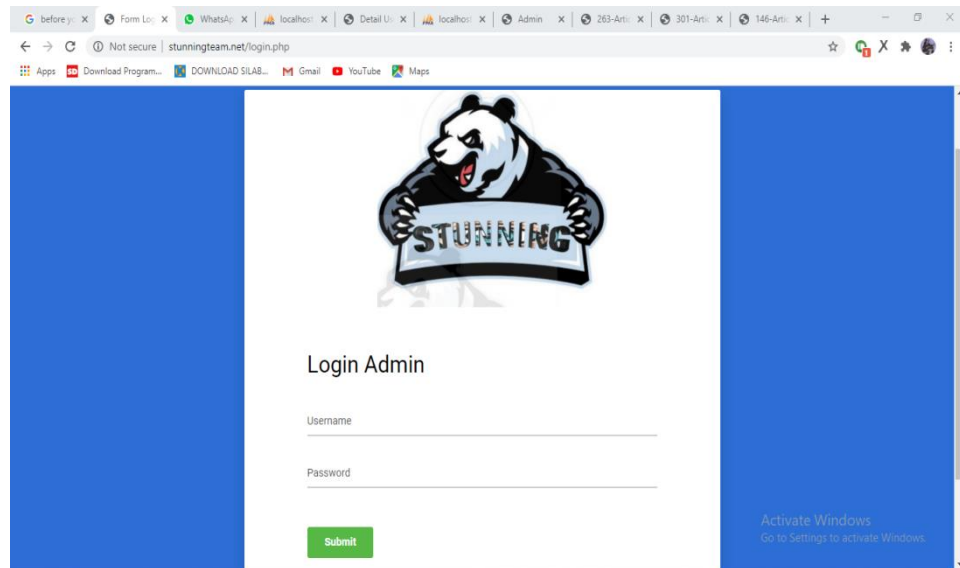 before yo Form Log WhatsAp localhost Detail Us localhost Admin 263-Artic 301-Artic 146-Artic
Not secure stunningteam.net/login.php
Apps Download Program... DOWNLOAD SILAB... Gmail YouTube Maps
STUNNING
Login Admin
Username
Password
Submit
Activate Windows
Go to Settings to activate Windows.